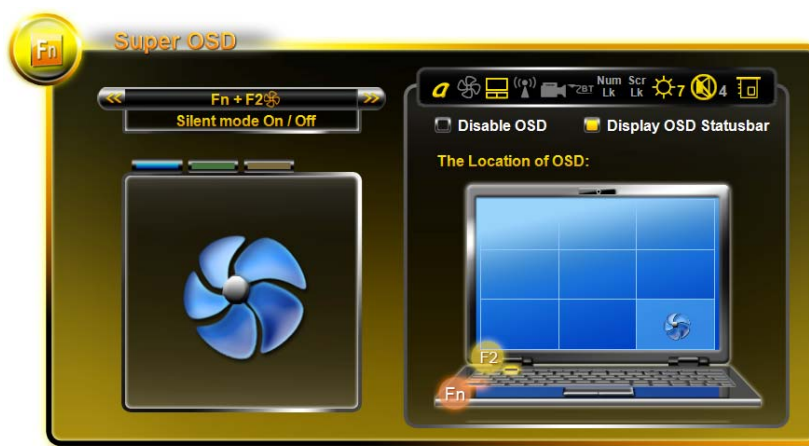 Fn
Super OSD
Fn + F2
Silent mode On / Off
a
BT
Num Lk
Scr Lk
7
4
Disable OSD
Display OSD Statusbar
The Location of OSD:
F2
Fn